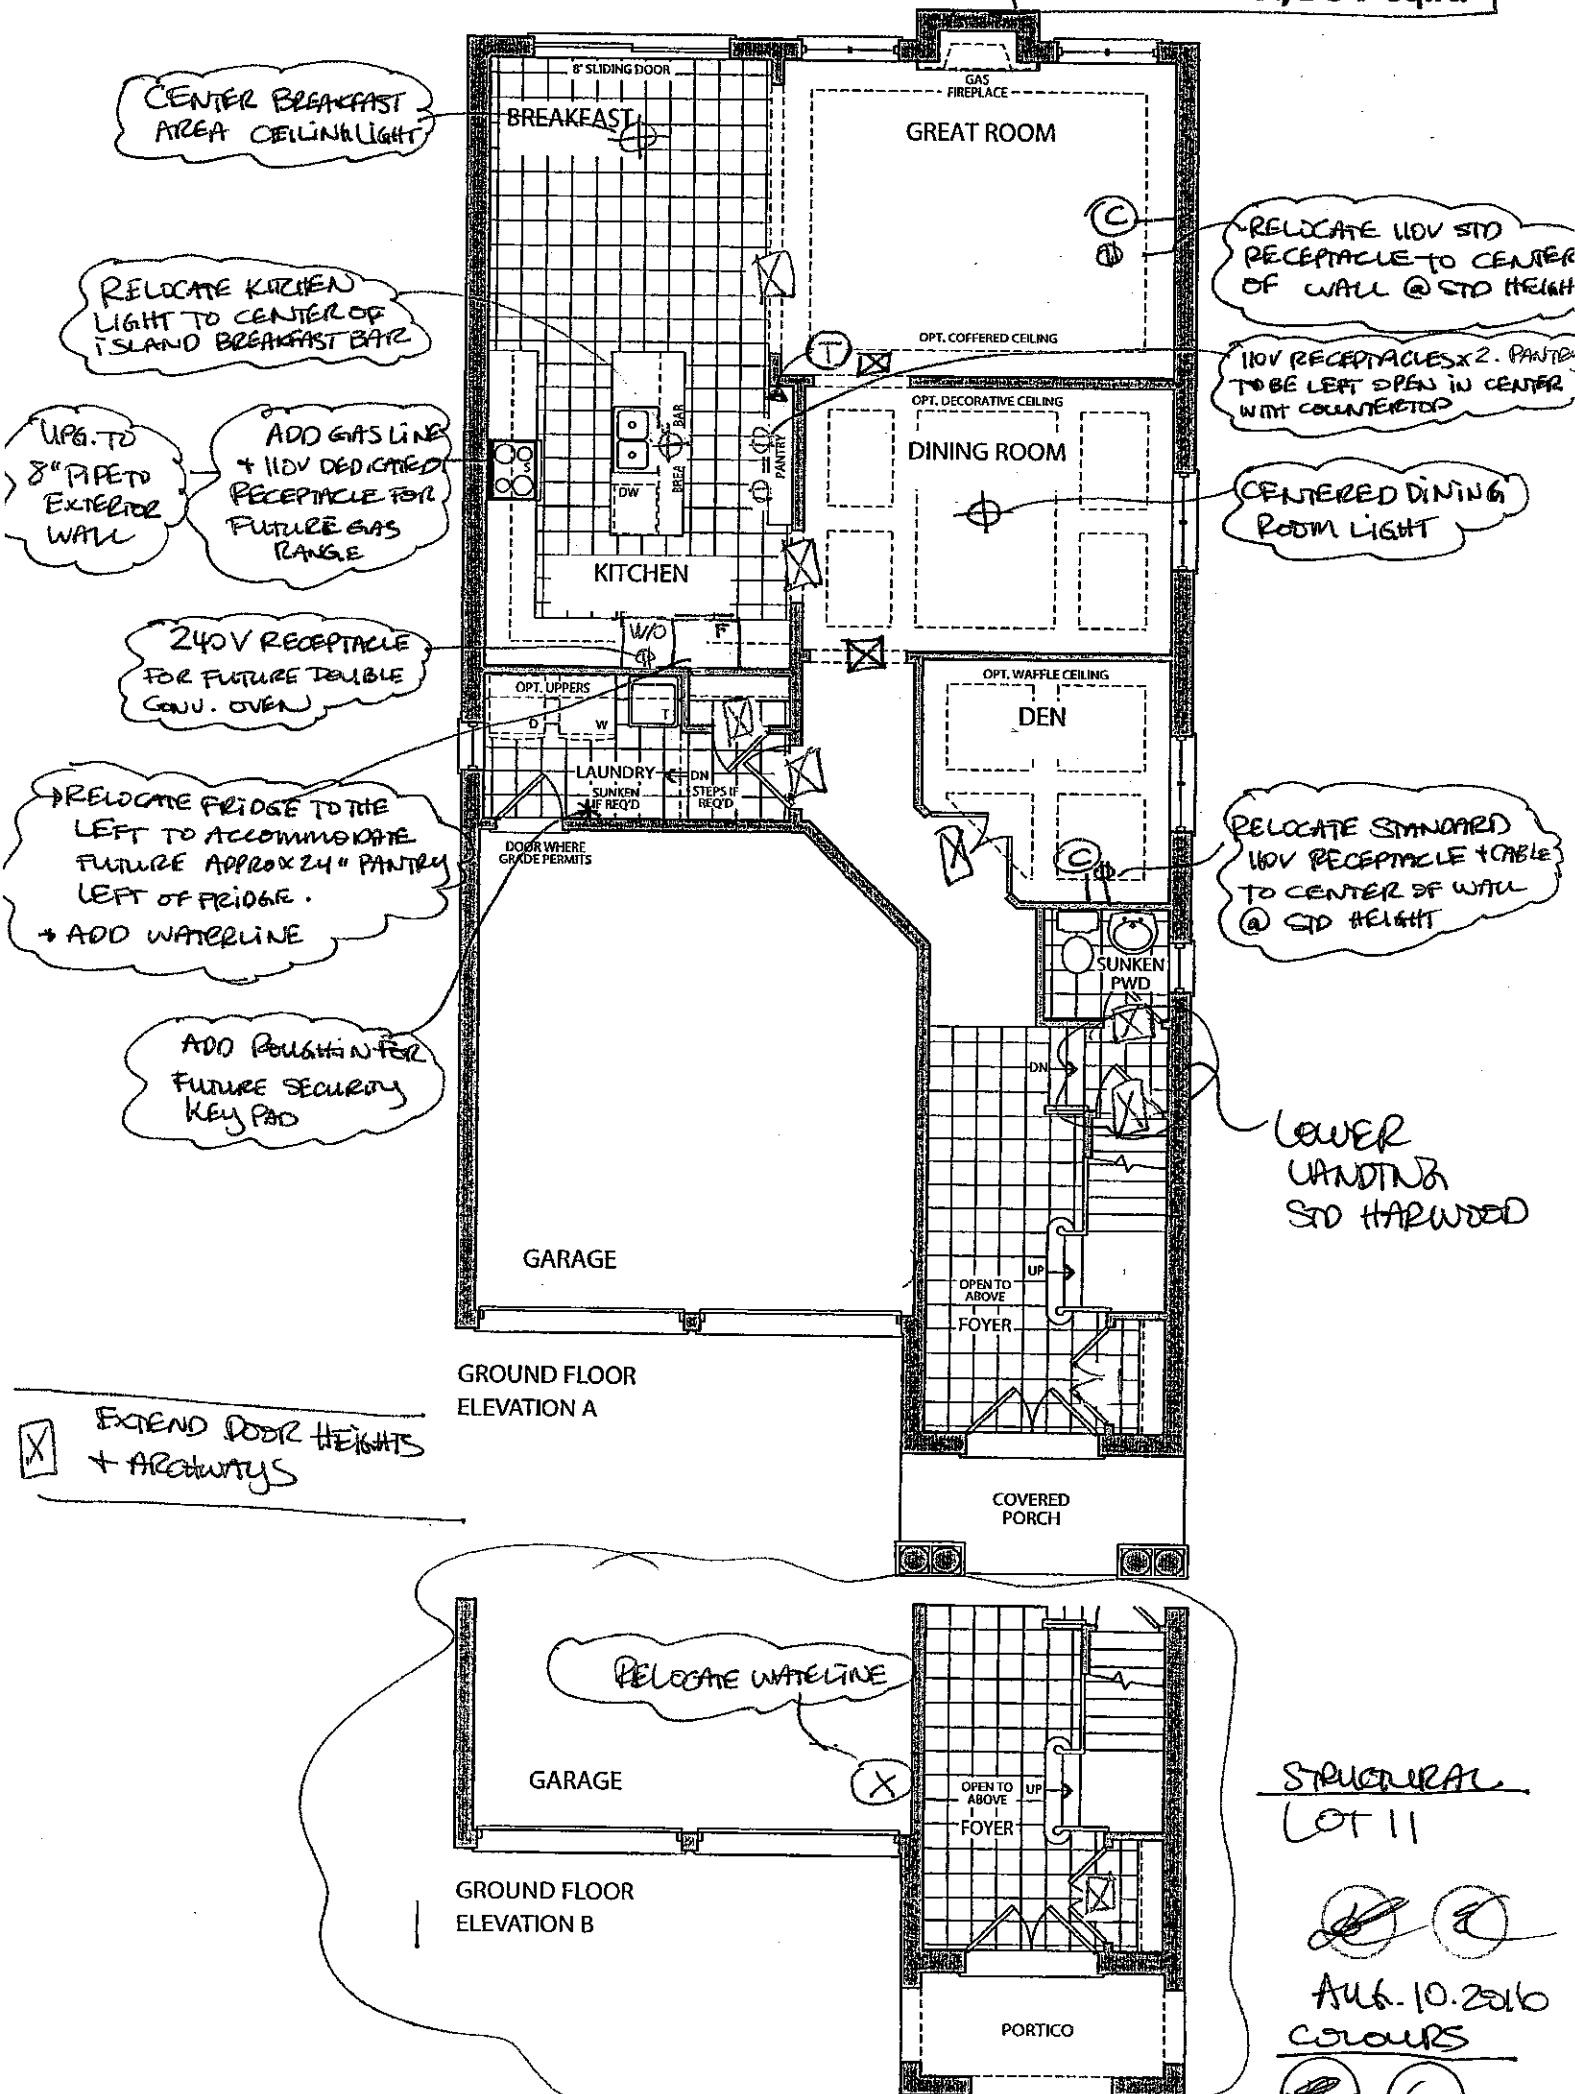 8' SLIDING DOOR
BREAKFAST
GAS
FIREPLACE
GREAT ROOM
CENTER BREAKFAST
AREA CEILING LIGHT
C
RELOCATE 110V STD
RECEPTACLE TO CENTER
OF WALL @ STD HEIGH
RELOCATE KITCHEN
LIGHT TO CENTER OF
ISLAND BREAKFAST BAR
T
OPT. COFFERED CEILING
110V RECEPTACLES x 2. PANTR
TO BE LEFT OPEN IN CENTER
WITH COUNTERTOP
OPT. DECORATIVE CEILING
DINING ROOM
UPG. TO
8" PIPE TO
EXTERIOR
WALL
ADD GAS LINE
+ 110V DEDICATED
RECEPTACLE FOR
FUTURE GAS
RANGE
S
DW
BREA BAR
PANTRY
CENTERED DINING
ROOM LIGHT
KITCHEN
W/O
F
240V RECEPTACLE
FOR FUTURE DOUBLE
CONV. OVEN
OPT. UPPERS
D
W
T
OPT. WAFFLE CEILING
DEN
LAUNDRY
SUNKEN
IF REQ'D
DN
STEPS IF
REQ'D
DOOR WHERE
GRADE PERMITS
→ RELOCATE FRIDGE TO THE
LEFT TO ACCOMMODATE
FUTURE APPROX 24" PANTRY
LEFT OF FRIDGE.
+ ADD WATERLINE
C
RELOCATE STANDARD
110V RECEPTACLE + CABLE
TO CENTER OF WALL
@ STD HEIGHT
SUNKEN
PWD
ADD ROUGHIN FOR
FUTURE SECURITY
KEY PAD
DN
LOWER
LANDING
STD HARWOOD
GARAGE
UP
OPEN TO
ABOVE
FOYER
GROUND FLOOR
ELEVATION A
X EXTEND DOOR HEIGHTS
+ ARCHWAYS
COVERED
PORCH
RELOCATE WATELINE
GARAGE
X
OPEN TO
ABOVE
UP
FOYER
STRUCTURAL
LOT 11
GROUND FLOOR
ELEVATION B
AUG. 10. 2016
COLOURS
PORTICO